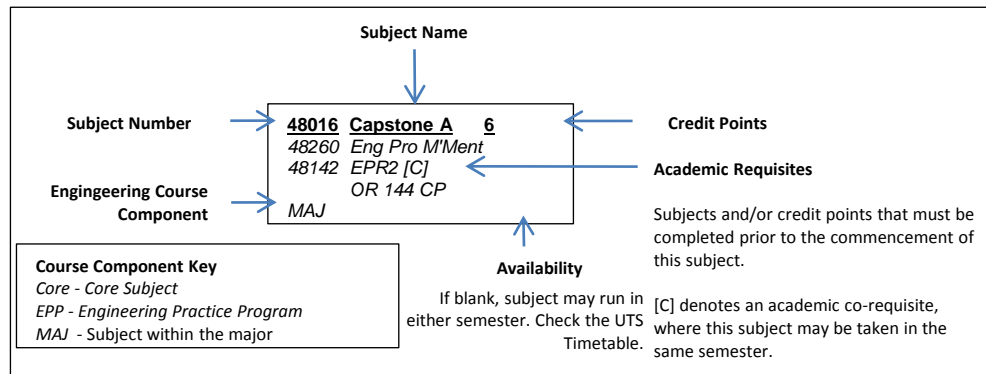 Subject Name
Subject Number
48016 Capstone A 6
Credit Points
48260 Eng Pro M'Ment
48142 EPR2 [C]
OR 144 CP
MAJ
Academic Requisites
Engingeering Course
Component
Subjects and/or credit points that must be
completed prior to the commencement of
this subject.
[C] denotes an academic co-requisite,
where this subject may be taken in the
same semester.
Availability
If blank, subject may run in
either semester. Check the UTS
Timetable.
Course Component Key
Core - Core Subject
EPP - Engineering Practice Program
MAJ - Subject within the major